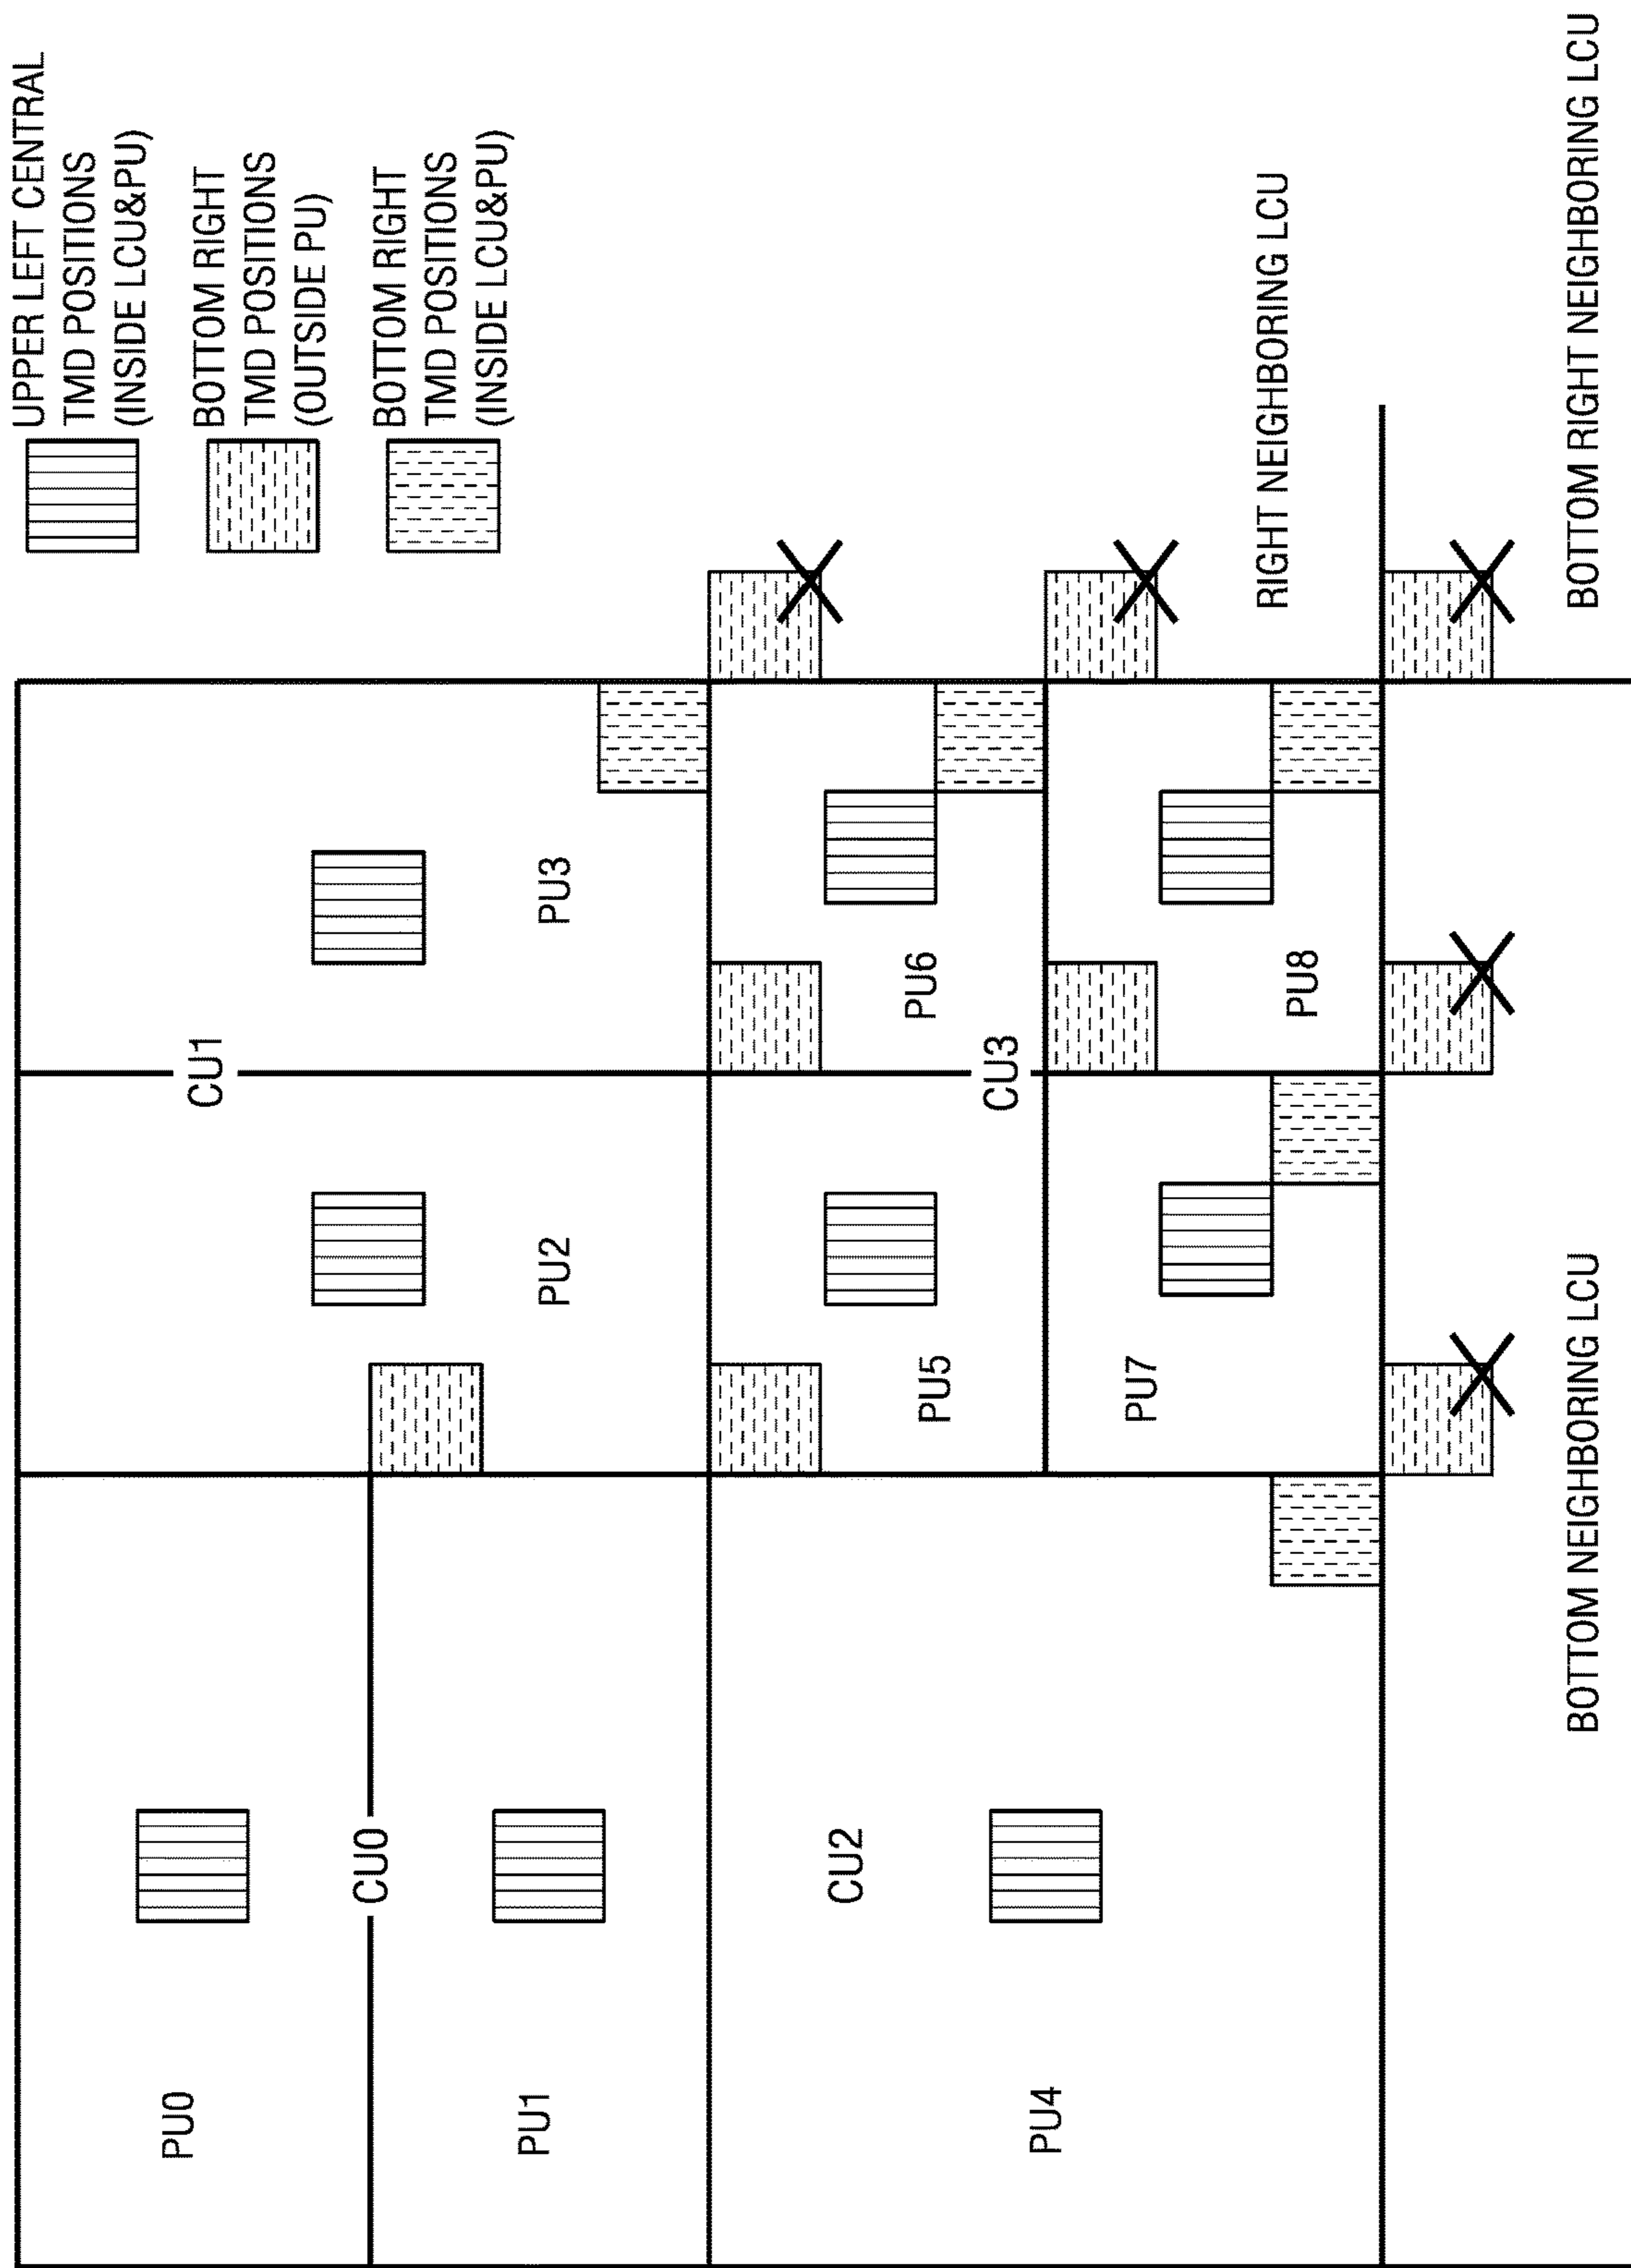 UPPER LEFT CENTRAL
TMD POSITIONS
(INSIDE LCU&PU)
BOTTOM RIGHT
TMD POSITIONS
(OUTSIDE PU)
BOTTOM RIGHT
TMD POSITIONS
(INSIDE LCU&PU)
PU0
CU0
PU1
CU1
PU2
PU3
CU2
PU4
PU5
PU6
CU3
PU7
PU8
RIGHT NEIGHBORING LCU
BOTTOM NEIGHBORING LCU
BOTTOM RIGHT NEIGHBORING LCU